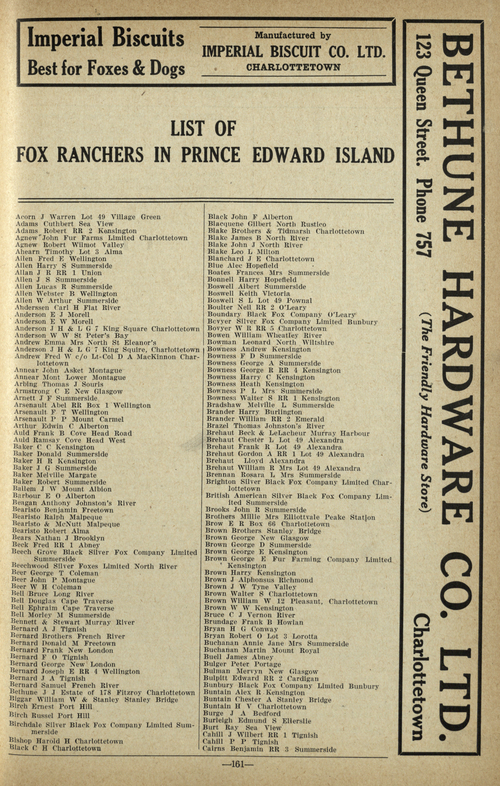 Imperial Biscuits
Best for Foxes & Dogs
Manufactured by
IMPERIAL BISCUIT CO. LTD.
CHARLOTTETOWN
LIST OF
FOX RANCHERS IN PRINCE EDWARD ISLAND
Acorn J Warren Lot 49 Village Green
Adams Cuthbert Sea View
Adams Robert RR 2 Kensington
Agnew John Fur Farms Limited Charlottetown
Agnew Robert Wilmot Valley
Ahearn Timothy Lot 3 Alma
Allen Fred E Wellington
Allan Harry S Summerside
Allan J R RR 1 Union
Allen J S Summerside
Allen Lucas R Summerside
Allen Webster B Wellington
Allen W Arthur Summerside
Anderssen Carl H Flat River
Anderson E J Morell
Anderson E W Morell
Anderson J H & L G 7 King Square Charlottetown
Anderson W W St Peter's Bay
Andrew Emma Mrs North St Eleanor's
Anderson J H & L G 7 King Squire, Charlottetown
Andrew Fred W c/o Lt-Col D A MacKinnon Char-
lottetown
Annear John Asket Montague
Annear Mont Lower Montague
Arbing Thomas J Souris
Armstrong C E New Glasgow
Arnett J F Summerside
Arsenault Abel RR Box 1 Wellington
Arsenault F T Wellington
Arsenault P P Mount Carmel
Arthur Edwin C Alberton
Auld Frank B Cove Head Road
Auld Ramsay Cove Head West
Baker C C Kensington
Baker Donald Summerside
Baker H R Kensington
Baker J G Summerside
Baker Melville Margate
Baker Robert Summerside
Ballem J W Mount Albion
Barbour E O Alberton
Beagan Anthony Johnston's River
Bearisto Benjamin Freetown
Bearisto Ralph Malpeque
Bearisto & McNutt Malpeque
Bearisto Robert Alma
Bears Nathan J Brooklyn
Beck Fred RR 1 Abney
Beech Grove Black Silver Fox Company Limited
Summerside
Beechwood Silver Foxes Limited North River
Beer George T Coleman
Beer John P Montague
Beer W H Coleman
Bell Bruce Long River
Bell Douglas Cape Traverse
Bell Ephraim Cape Traverse
Bell Morley M Summerside
Bennett & Stewart Murray River
Bernard A J Tignish
Bernard Brothers French River
Bernard Donald M Freetown
Bernard Frank New London
Bernard F O Tignish
Bernard George New London
Bernard Joseph E RR 4 Wellington
Bernard J A Tignish
Bernard Samuel French River
Bethune J J Estate of 178 Fitzroy Charlottetown
Biggar William W & Stanley Stanley Bridge
Birch Ernest Port Hill
Birch Russel Port Hill
Birchdale Silver Black Fox Company Limited Sum-
merside
Bishop Harold H Charlottetown
Black C H Charlottetown
Black John F Alberton
Blacquene Gilbert North Rustico
Blake Brothers & Tidmarsh Charlottetown
Blake James B North River
Blake John J North River
Blake Leo L Milton
Blanchard J E Charlottetown
Blue Alec Hopefield
Boates Frances Mrs Summerside
Bonnell Harry Hopefield
Boswell Albert Summerside
Boswell Keith Victoria
Boswell S L Lot 49 Pownal
Boulter Nell RR 2 O'Leary
Boundary Black Fox Company O'Leary
Bovyer Silver Fox Company Limited Bunbury
Bovyer W R RR 5 Charlottetown
Bowen William Wheatley River
Bowman Leonard North Wiltshire
Bowness Andrew Kensington
Bowness F D Summerside
Bowness George A Summerside
Bowness George R RR 4 Kensington
Bowness Harry C Kensington
Bowness Heath Kensington
Bowness P L Mrs Summerside
Bowness Walter S RR 1 Kensington
Bradshaw Melville L Summerside
Brander Harry Burlington
Brander William RR 2 Emerald
Brazel Thomas Johnston's River
Brehaut Beck & LeLacheur Murray Harbour
Brehaut Chester L Lot 49 Alexandra
Brehaut Frank R Lot 49 Alexandra
Brehaut Gordon A RR 1 Lot 49 Alexandra
Brehaut Lloyd Alexandra
Brehaut William R Mrs Lot 49 Alexandra
Brennan Rosara L Mrs Summerside
Brighton Silver Black Fox Company Limited Char-
lottetown
British American Silver Black Fox Company Lim-
ited Summerside
Brooks John R Summerside
Brothers Millie Mrs Elliottvale Peake Station
Brow E R Box 66 Charlottetown
Brown Brothers Stanley Bridge
Brown George New Glasgow
Brown George D Summerside
Brown George E Kensington
Brown George E Fur Farming Company Limited
Kensington
Brown Harry Kensington
Brown J Alphonsus Richmond
Brown J W Tyne Valley
Brown Walter S Charlottetown
Brown William W 12 Pleasant, Charlottetown
Brown W W Kensington
Bruce C J Vernon River
Brundage Frank B Howlan
Bryan H G Conway
Bryan Robert O Lot 3 Lorotta
Buchanan Annie Jane Mrs Summerside
Buchanan Martin Mount Royal
Buell James Abney
Bulger Peter Portage
Bulman Mervyn New Glasgow
Bulpitt Edward RR 2 Cardigan
Bunbury Black Fox Company Limited Bunbury
Buntain Alex R Kensington
Buntain Chester A Stanley Bridge
Buntain H V Charlottetown
Burge J A Bedford
Burleigh Edmund S Ellerslie
Burt Ray Sea View
Cahill J Wilbert RR 1 Tignish
Cahill P P Tignish
Cairns Benjamin RR 3 Summerside
—161—
BETHUNE HARDWARE CO. LTD.
123 Queen Street. Phone 757
(The Friendly Hardware Store)
Charlottetown